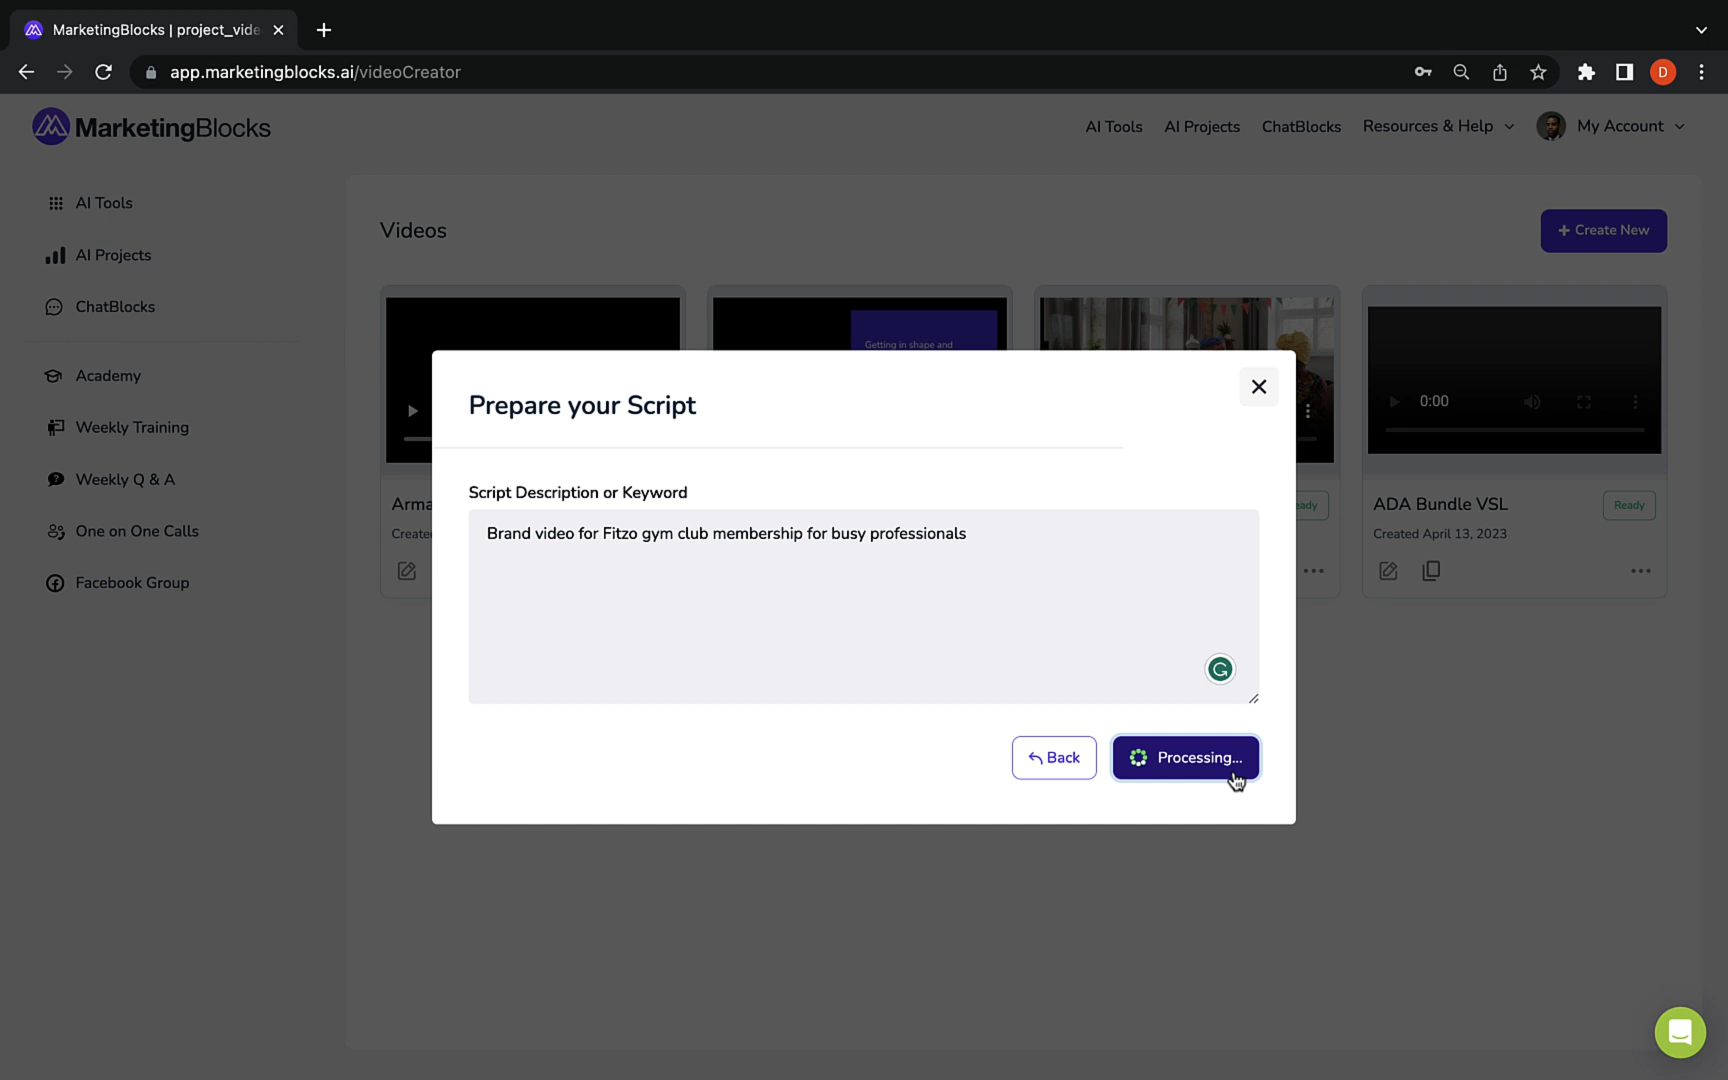 MarketingBlocks | project_vide
app.marketingblocks.ai/videoCreator
D
MarketingBlocks
AI Tools
AI Projects
ChatBlocks
Resources & Help
My Account
AI Tools
AI Projects
ChatBlocks
Academy
Weekly Training
Weekly Q & A
One on One Calls
Facebook Group
Videos
+ Create New
Getting in shape and
0:00
Arma
Create
eady
ADA Bundle VSL
Ready
Created April 13, 2023
Prepare your Script
Script Description or Keyword
Brand video for Fitzo gym club membership for busy professionals
Back
Processing...